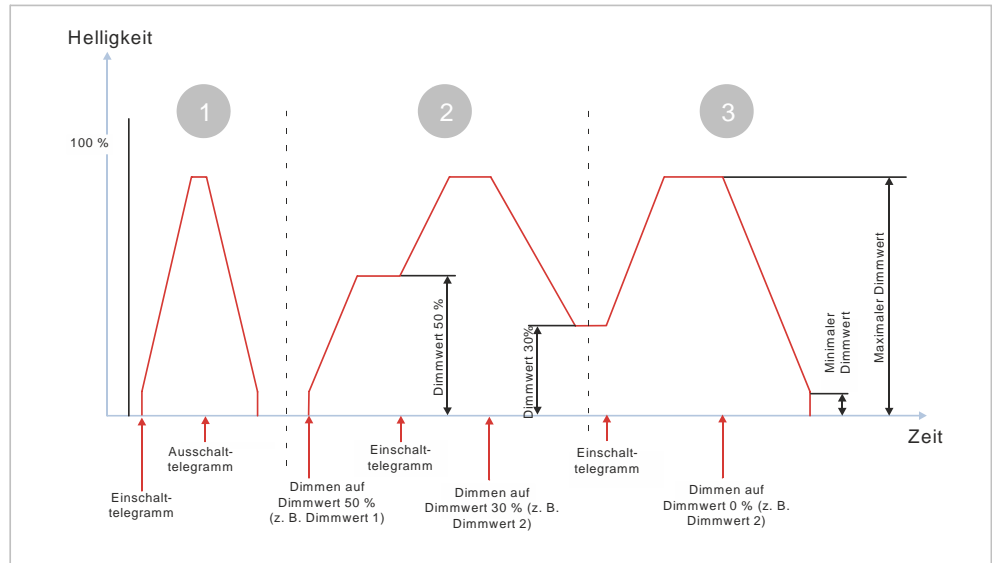 Helligkeit
1
2
3
100 %
Dimmwert 50 %
Dimmwert 30%
Minimaler
Dimmwert
Maximaler Dimmwert
Zeit
Einschalt-
telegramm
Ausschalt-
telegramm
Dimmen auf
Dimmwert 50 %
(z. B. Dimmwert 1)
Einschalt-
telegramm
Dimmen auf
Dimmwert 30 % (z. B.
Dimmwert 2)
Einschalt-
telegramm
Dimmen auf
Dimmwert 0 % (z. B.
Dimmwert 2)